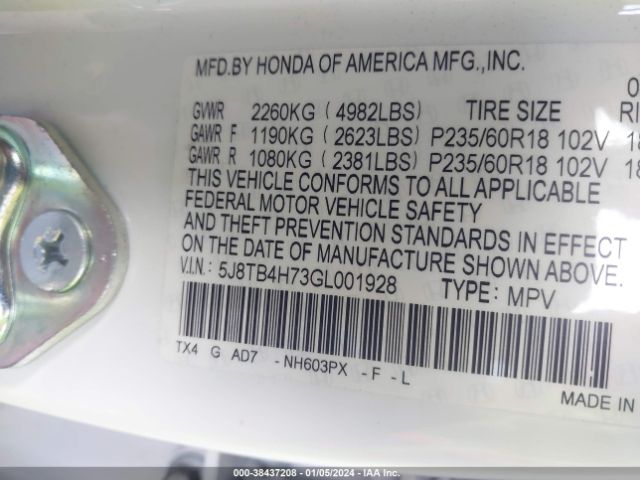 MFD.BY HONDA OF AMERICA MFG.,INC.
GVWR 2260KG ( 4982LBS) TIRE SIZE
GAWR F 1190KG ( 2623LBS) P235/60R18 102V
GAWR R 1080KG ( 2381LBS) P235/60R18 102V
THIS VEHICLE CONFORMS TO ALL APPLICABLE
FEDERAL MOTOR VEHICLE SAFETY
AND THEFT PREVENTION STANDARDS IN EFFECT
ON THE DATE OF MANUFACTURE SHOWN ABOVE.
V.I.N.: 5J8TB4H73GL001928 TYPE: MPV
TX4 G AD7 -NH603PX -F-L
MADE IN
000-38437208 - 01/05/2024 - IAA Inc.